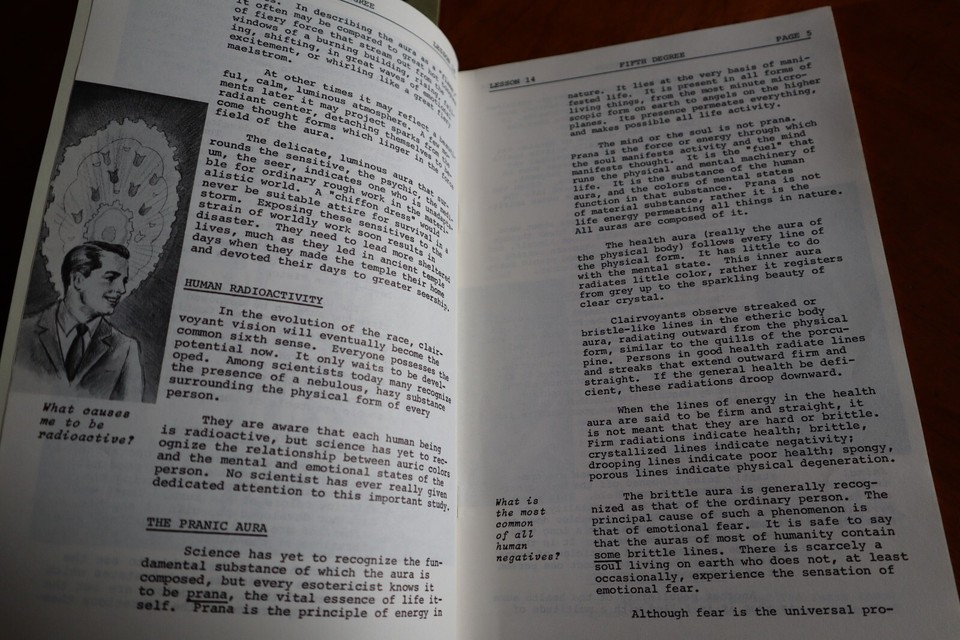 GREE
LESSON
In describing the aura as a
it often may be compared to great
of fiery force that stream out from
windows of a burning building, rising,
ing, shifting, in great waves of emotional
excitement, or whirling like a great fiery
maelstrom.
At other times it may reflect a
ful, calm, luminous atmosphere.
ments later it may project sparks from
radiant center, detaching themselves to
come thought forms which linger in the
field of the aura.
The delicate, luminous aura that sur-
rounds the sensitive, the psychic, the medi-
um, the seer, indicates one who is unadapta-
ble for ordinary rough work in the materi-
alistic world. A "chiffon dress" would
never be suitable attire for survival in a
storm. Exposing these sensitives to the
strain of worldly work soon results in
disaster. They need to lead more sheltered
lives, much as they led in ancient temple
days when they made the temple their home
and devoted their days to greater seership.
HUMAN RADIOACTIVITY
In the evolution of the race, clair-
voyant vision will eventually become the
common sixth sense. Everyone possesses the
potential now. It only waits to be devel-
oped. Among scientists today many recognize
the presence of a nebulous, hazy substance
surrounding the physical form of every
person.
What causes
me to be
radioactive?
They are aware that each human being
is radioactive, but science has yet to rec-
ognize the relationship between auric colors
and the mental and emotional states of the
person. No scientist has ever really given
dedicated attention to this important study.
THE PRANIC AURA
Science has yet to recognize the fun-
damental substance of which the aura is
composed, but every esotericist knows it
to be prana, the vital essence of life it-
self. Prana is the principle of energy in
LESSON 14 FIFTH DEGREE PAGE 5
nature. It lies at the very basis of mani-
fested life. It is present in all forms of
living things, from the most minute micro-
scopic form on earth to angels on the higher
planes. Its presence permeates everything,
and makes possible all life activity.
The mind or the soul is not prana.
Prana is the force or energy through which
the soul manifests activity and the mind
manifests thought. It is the "fuel" that
runs the physical and mental machinery of
life. It is the substance of the human
aura, and the colors of mental states
function in that substance. Prana is not
of material substance, rather it is the
life energy permeating all things in nature.
All auras are composed of it.
The health aura (really the aura of
the physical body) follows every line of
the physical form. It has little to do
with the mental state. This inner aura
radiates little color, rather it registers
from grey up to the sparkling beauty of
clear crystal.
Clairvoyants observe streaked or
bristle-like lines in the etheric body
aura, radiating outward from the physical
form, similar to the quills of the porcu-
pine. Persons in good health radiate lines
and streaks that extend outward firm and
straight. If the general health be defi-
cient, these radiations droop downward.
When the lines of energy in the health
aura are said to be firm and straight, it
is not meant that they are hard or brittle.
Firm radiations indicate health; brittle,
crystallized lines indicate negativity;
drooping lines indicate poor health; spongy,
porous lines indicate physical degeneration.
What is
the most
common
of all
human
negatives?
The brittle aura is generally recog-
nized as that of the ordinary person. The
principal cause of such a phenomenon is
that of emotional fear. It is safe to say
that the auras of most of humanity contain
some brittle lines. There is scarcely a
soul living on earth who does not, at least
occasionally, experience the sensation of
emotional fear.
Although fear is the universal pro-